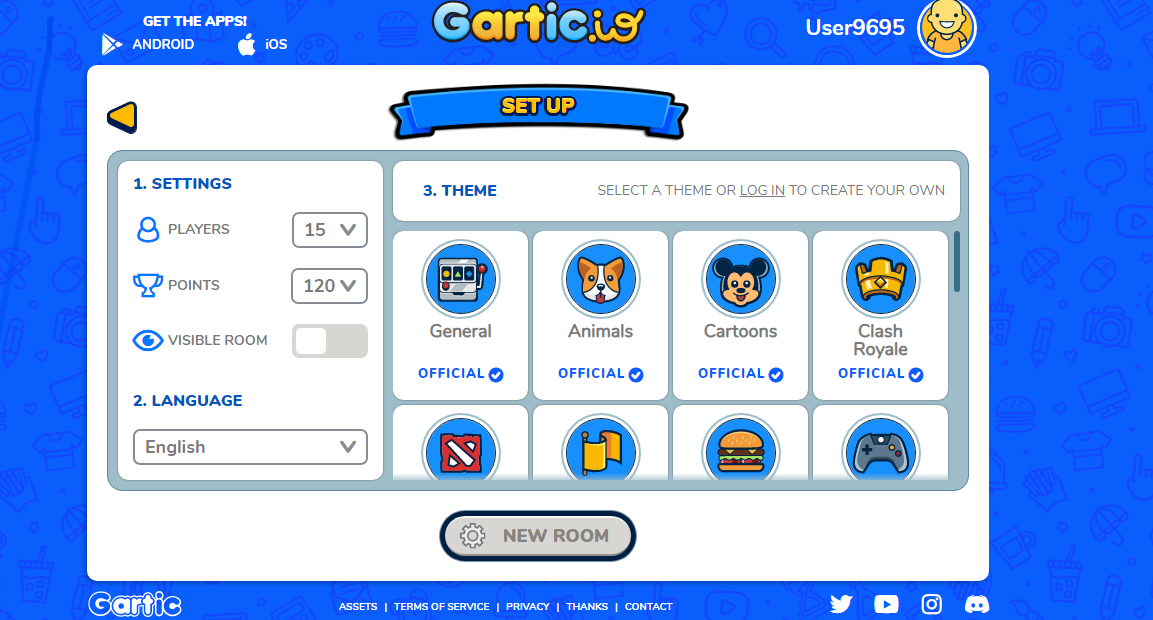 GET THE APPS!
ANDROID
iOS
Gartic.io
User9695
SET UP
1. SETTINGS
PLAYERS
15
POINTS
120
VISIBLE ROOM
2. LANGUAGE
English
3. THEME
SELECT A THEME OR LOG IN TO CREATE YOUR OWN
General
OFFICIAL
Animals
OFFICIAL
Cartoons
OFFICIAL
Clash
Royale
OFFICIAL
NEW ROOM
Gartic
ASSETS | TERMS OF SERVICE | PRIVACY | THANKS | CONTACT